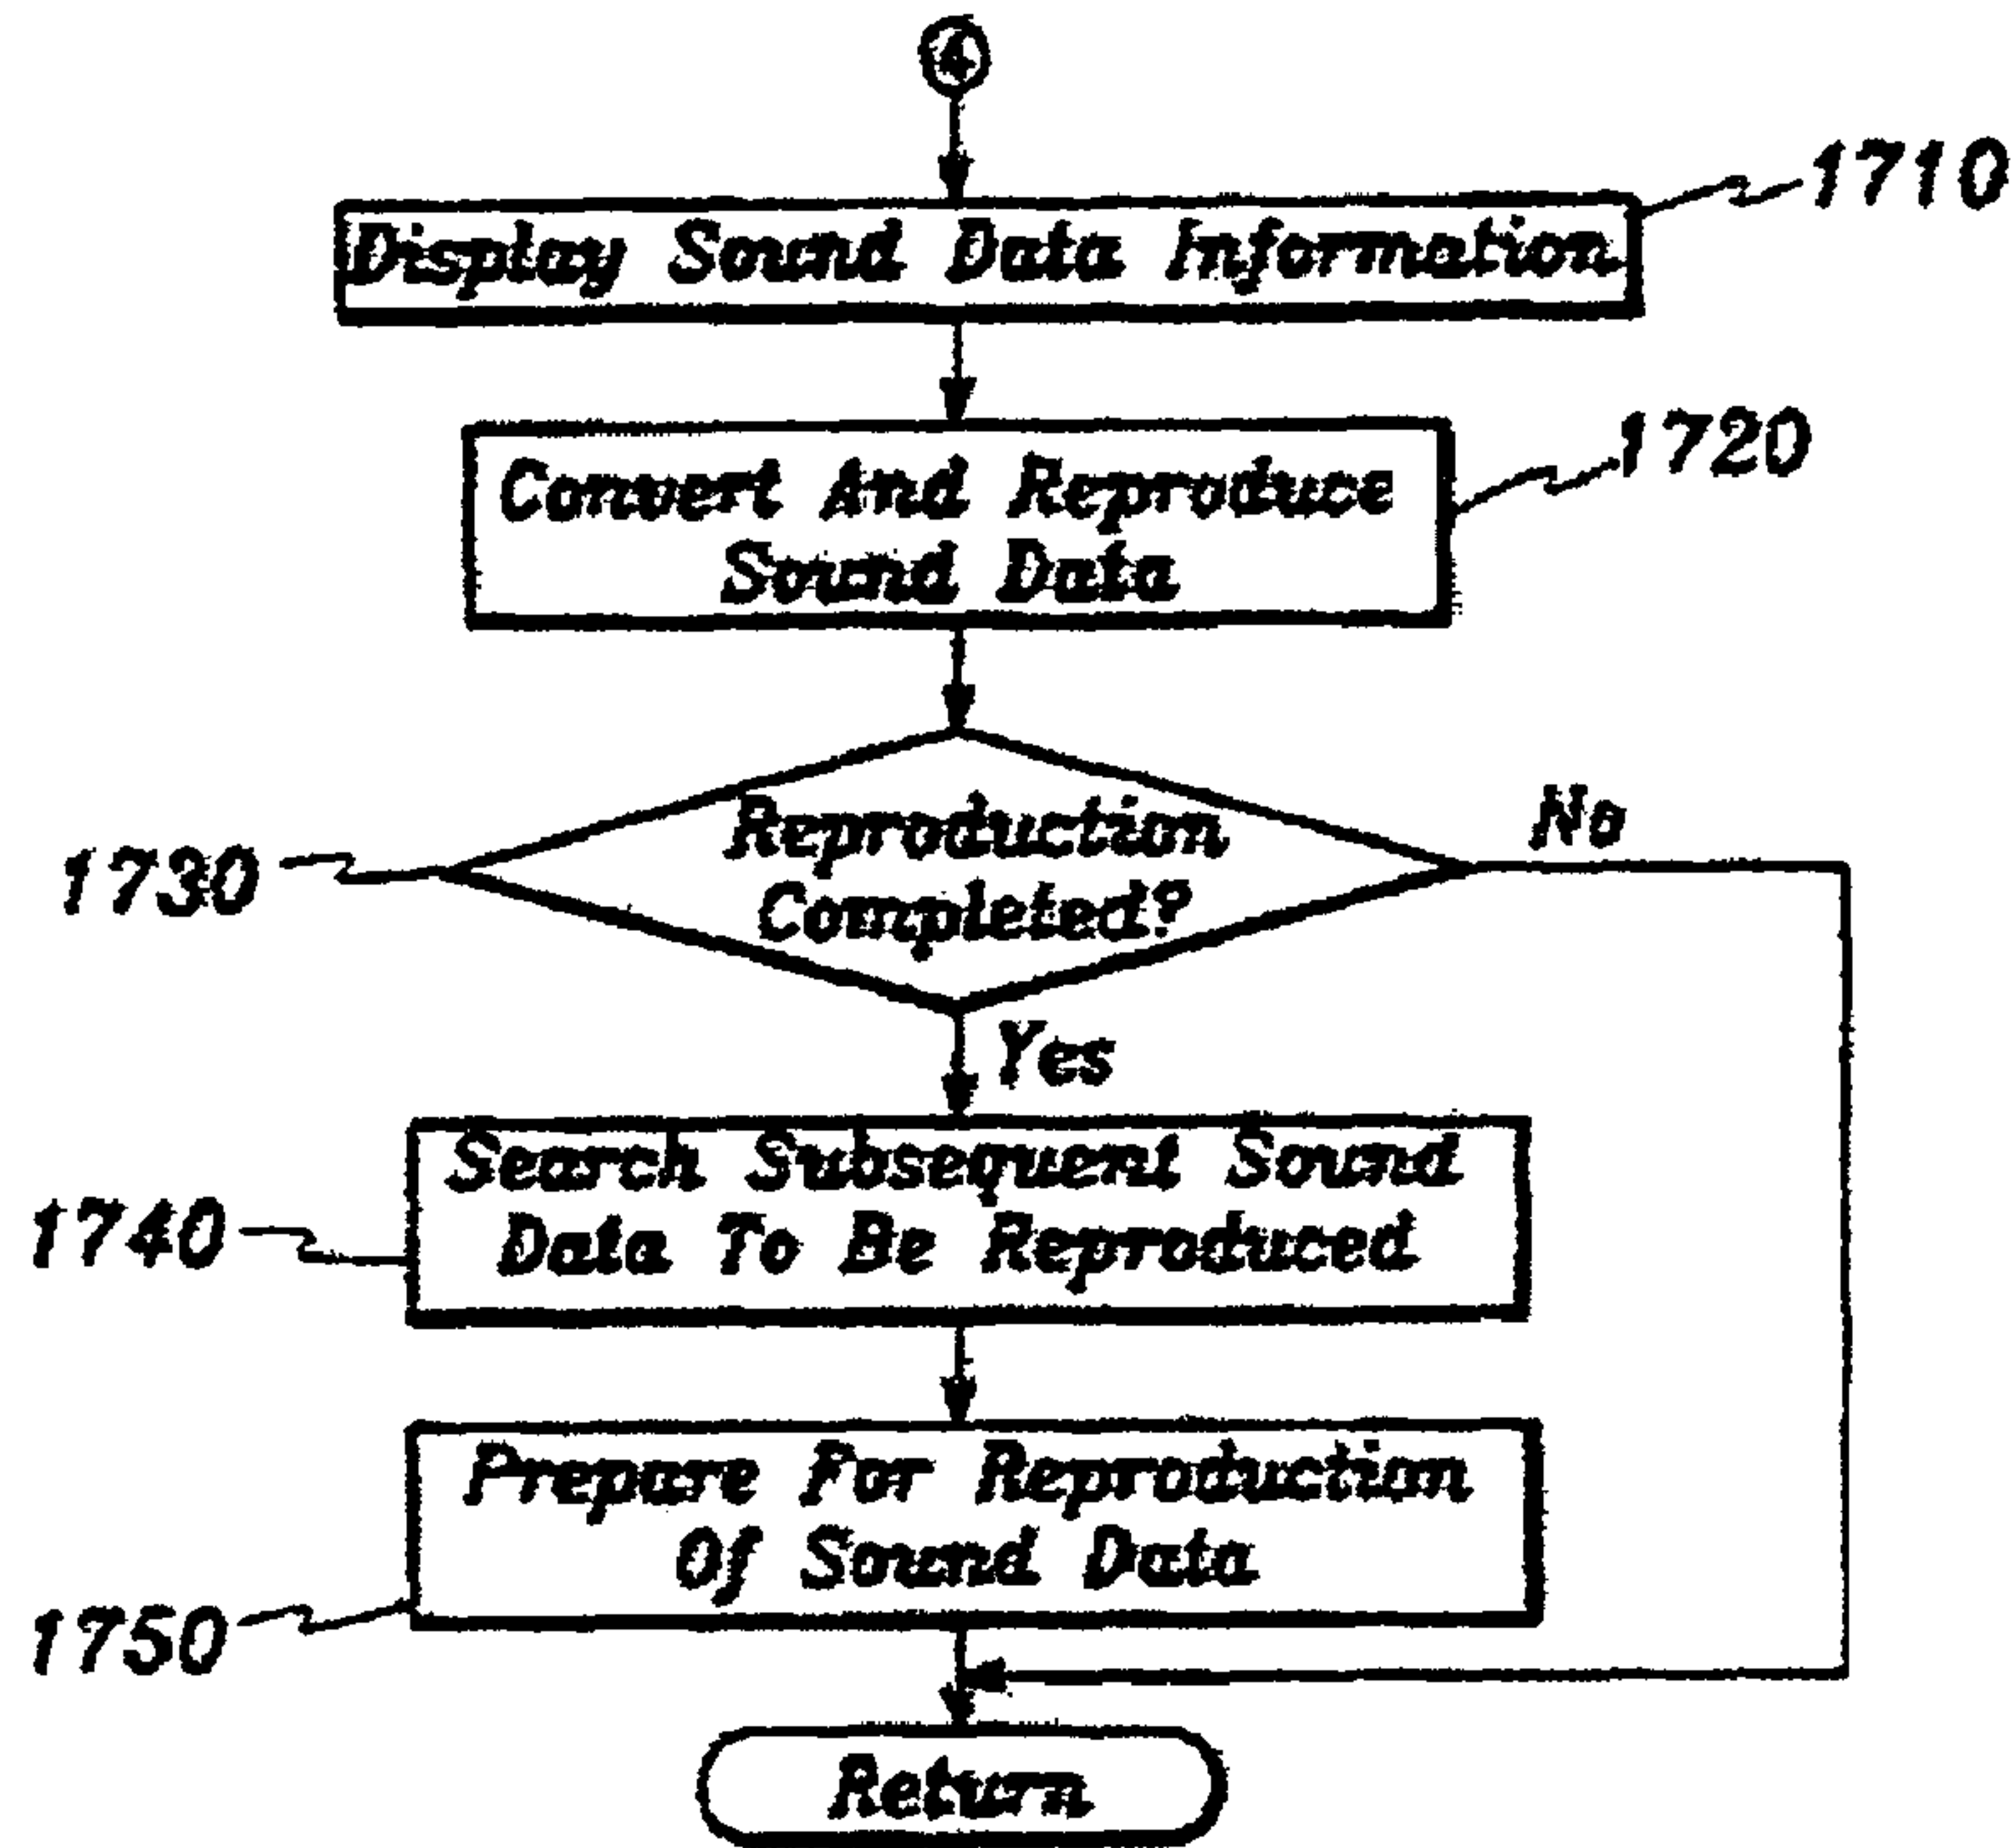 4
Display Sound Data Information
1710
Convert And Reproduce
Sound Data
1720
Reproduction
Completed?
1730
No
Yes
Search Subsequent Sound
Data To Be Reproduced
1740
Prepare For Reproduction
Of Sound Data
1750
Return